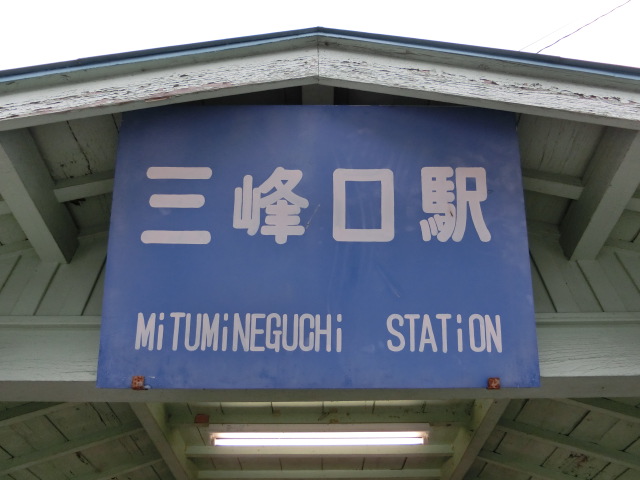 三峰口駅
MiTUMiNEGUCHi STATiON